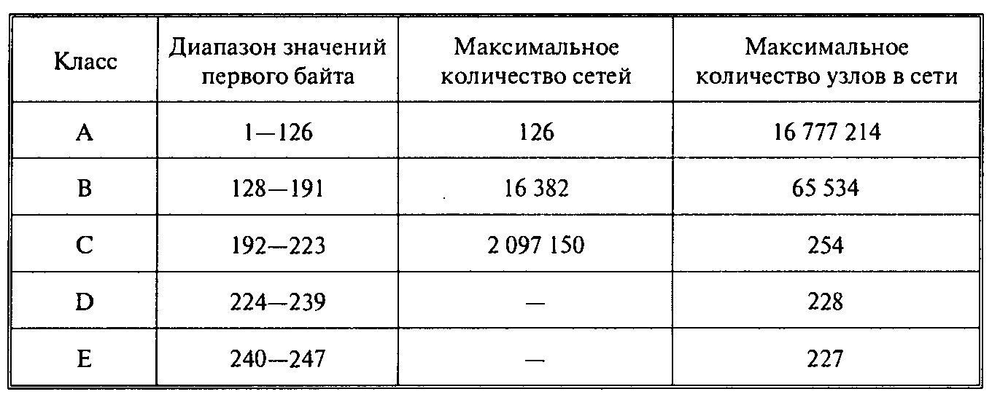 Класс
Диапазон значений
первого байта
Максимальное
количество сетей
Максимальное
количество узлов в сети
A
1—126
126
16 777 214
B
128—191
16 382
65 534
C
192—223
2 097 150
254
D
224—239
—
228
E
240—247
—
227